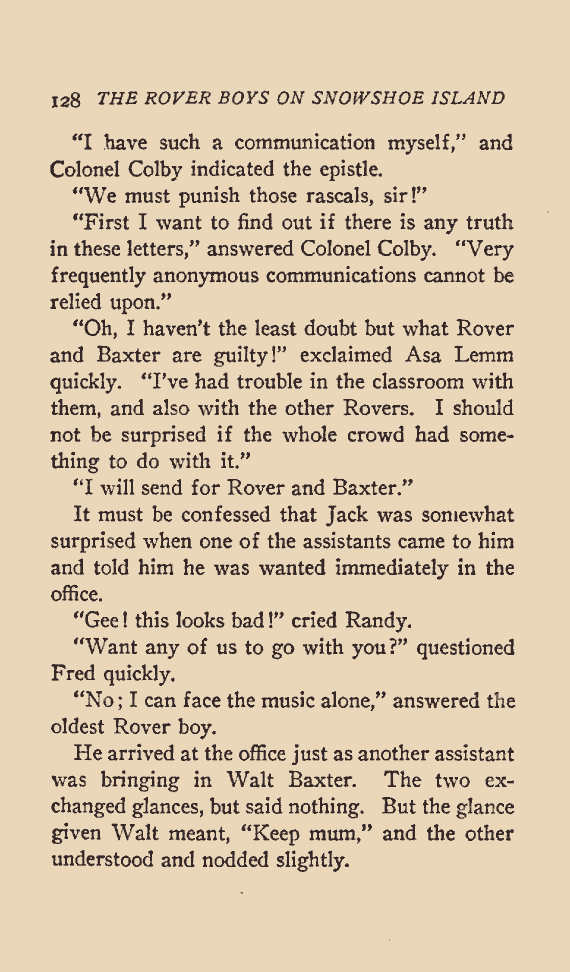 128 THE ROVER BOYS ON SNOWSHOE ISLAND
“I have such a communication myself,” and
Colonel Colby indicated the epistle.
“We must punish those rascals, sir!”
“First I want to find out if there is any truth
in these letters,” answered Colonel Colby. “Very
frequently anonymous communications cannot be
relied upon.”
“Oh, I haven't the least doubt but what Rover
and Baxter are guilty!” exclaimed Asa Lemm
quickly. “I've had trouble in the classroom with
them, and also with the other Rovers. I should
not be surprised if the whole crowd had some-
thing to do with it.”
“I will send for Rover and Baxter.”
It must be confessed that Jack was somewhat
surprised when one of the assistants came to him
and told him he was wanted immediately in the
office.
“Gee! this looks bad!” cried Randy.
“Want any of us to go with you?” questioned
Fred quickly.
“No; I can face the music alone,” answered the
oldest Rover boy.
He arrived at the office just as another assistant
was bringing in Walt Baxter. The two ex-
changed glances, but said nothing. But the glance
given Walt meant, “Keep mum,” and the other
understood and nodded slightly.